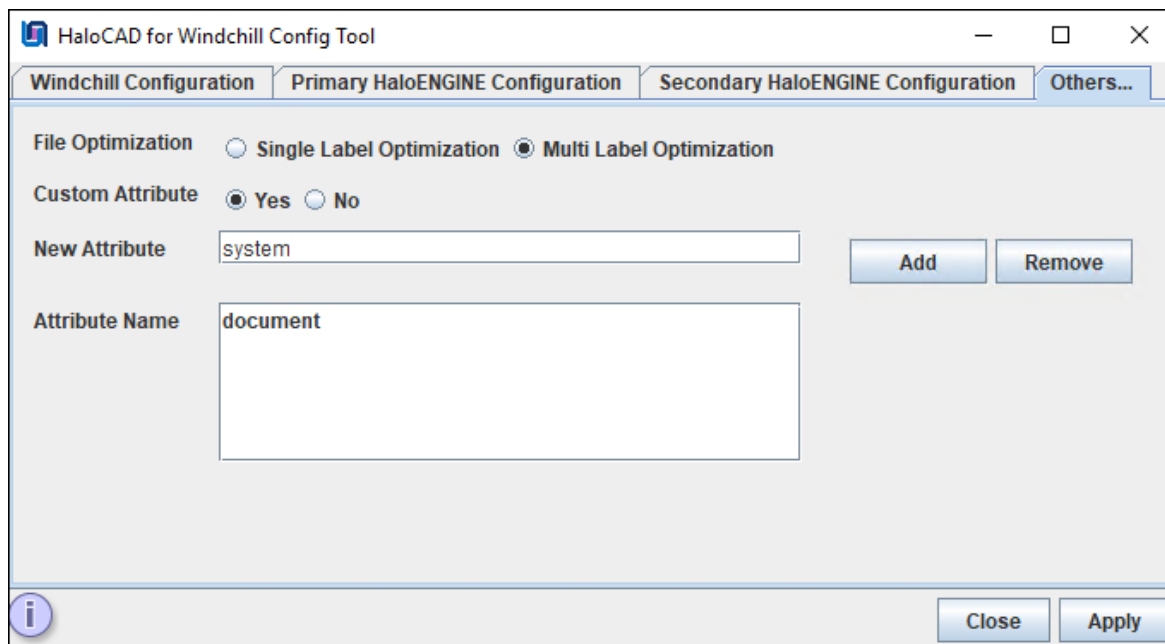 HaloCAD for Windchill Config Tool
Windchill Configuration Primary HaloENGINE Configuration Secondary HaloENGINE Configuration Others...
File Optimization Single Label Optimization Multi Label Optimization
Custom Attribute Yes No
New Attribute system Add Remove
Attribute Name document
i Close Apply